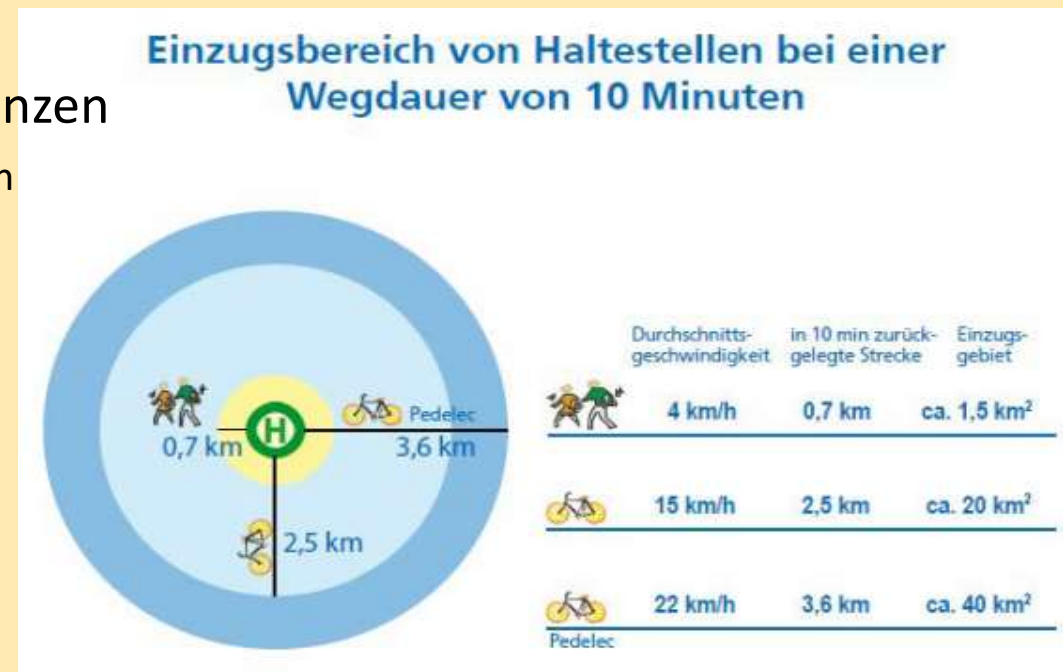 Einzugsbereich von Haltestellen bei einer
Wegdauer von 10 Minuten
nzen
n
0,7 km
H
Pedelec
3,6 km
2,5 km
Durchschnitts-
geschwindigkeit
in 10 min zurück-
gelegte Strecke
Einzugs-
gebiet
4 km/h 0,7 km ca. 1,5 km²
15 km/h 2,5 km ca. 20 km²
22 km/h 3,6 km ca. 40 km²
Pedelec